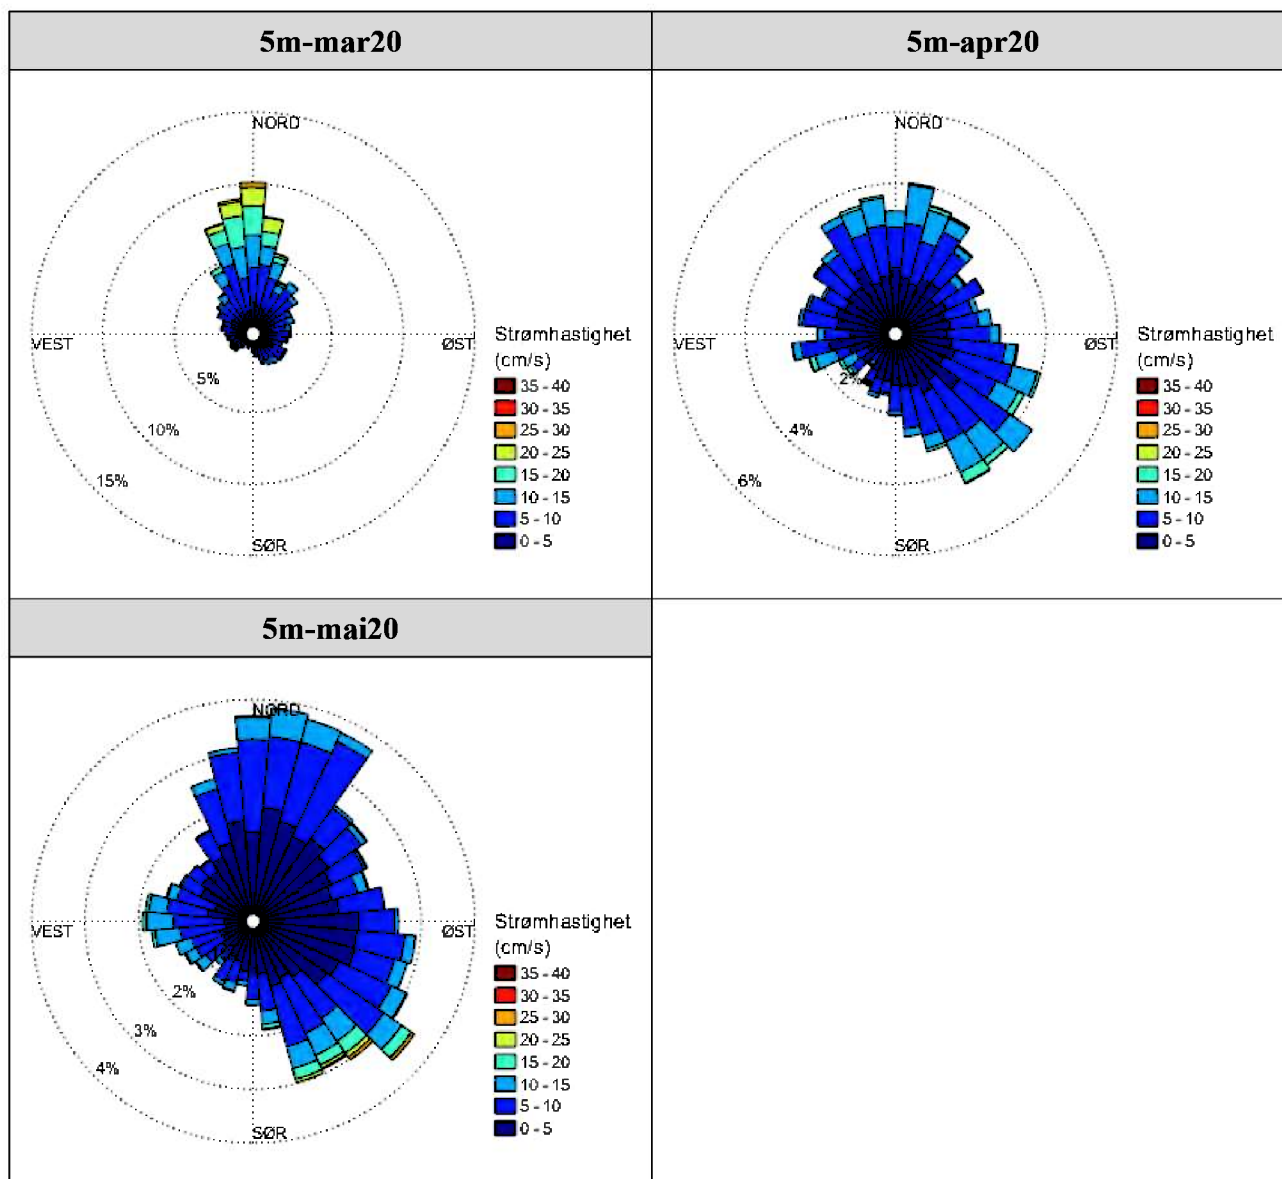 5m-mar20
5m-apr20
NORD
VEST
ØST
SØR
5%
10%
15%
Strømhastighet
(cm/s)
35 - 40
30 - 35
25 - 30
20 - 25
15 - 20
10 - 15
5 - 10
0 - 5
NORD
VEST
ØST
SØR
2%
4%
6%
Strømhastighet
(cm/s)
35 - 40
30 - 35
25 - 30
20 - 25
15 - 20
10 - 15
5 - 10
0 - 5
5m-mai20
NORD
VEST
ØST
SØR
2%
3%
4%
Strømhastighet
(cm/s)
35 - 40
30 - 35
25 - 30
20 - 25
15 - 20
10 - 15
5 - 10
0 - 5